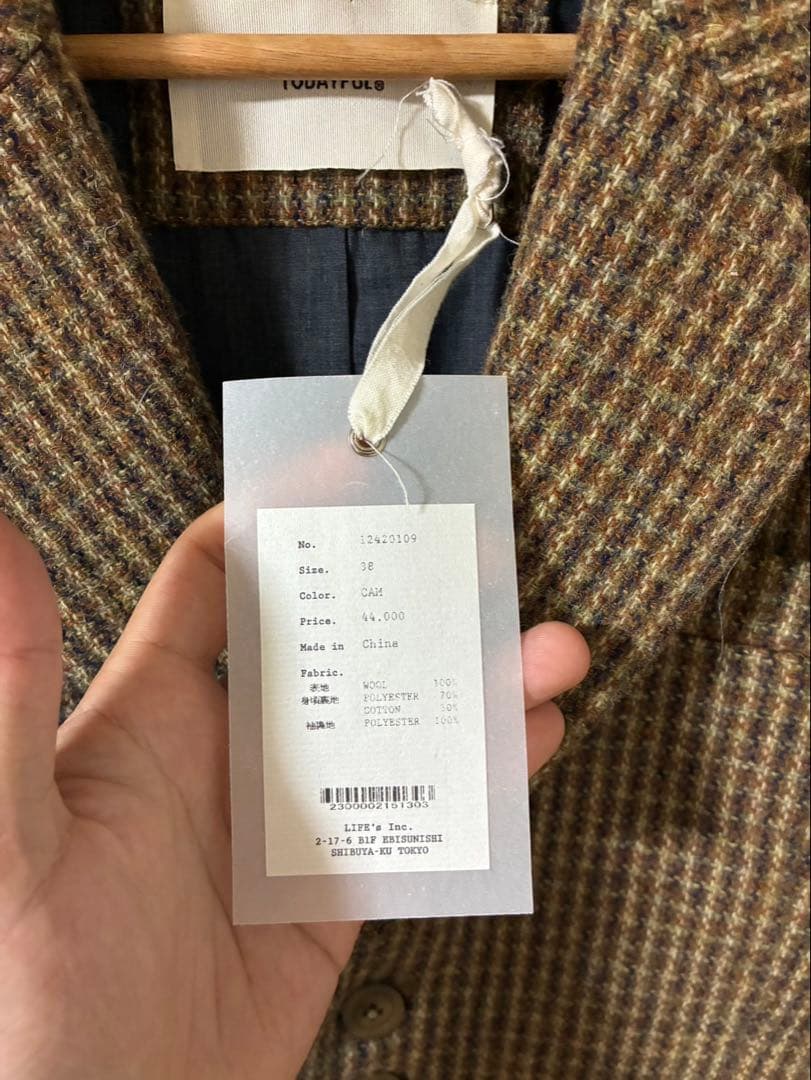 TODAYFUL®
No. 12420109
Size. 38
Color. CAM
Price. 44.000
Made in China
Fabric.
表地 WOOL 100%
身頃裏地 POLYESTER 70%
COTTON 30%
袖裏地 POLYESTER 100%
2300002151303
LIFE's Inc.
2-17-6 B1F EBISUNISHI
SHIBUYA-KU TOKYO